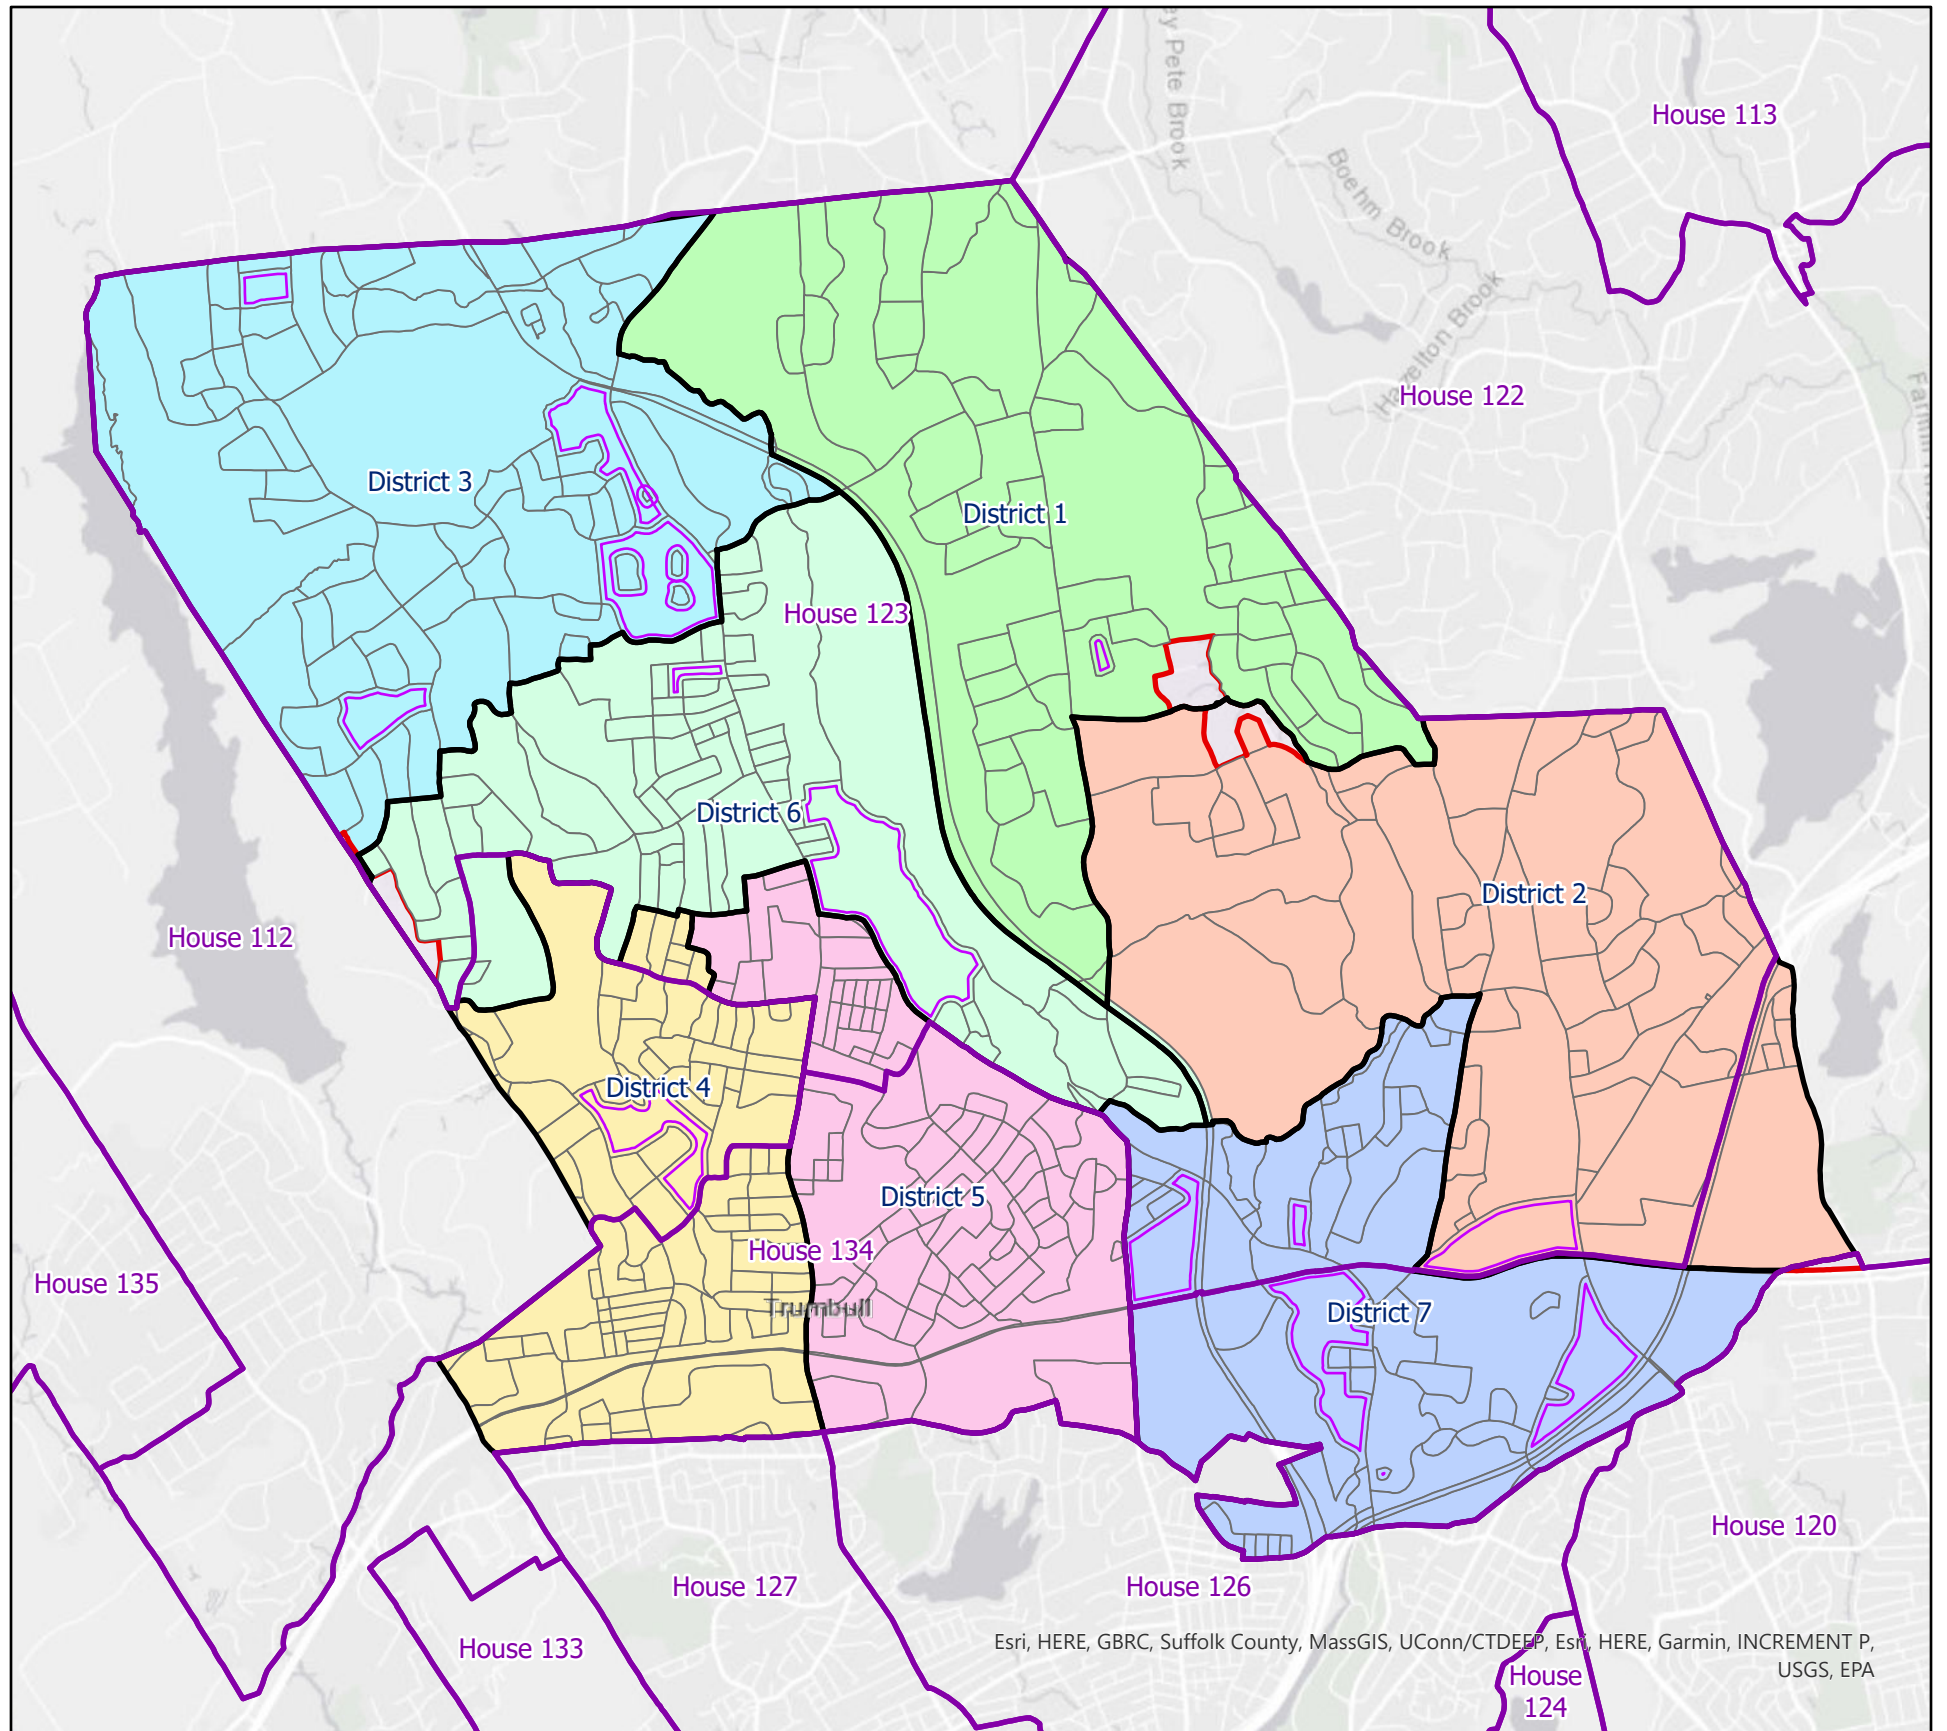 House 113
Boehm Brook
Hazelton Brook
House 122
District 3
District 1
House 123
District 6
District 2
House 112
District 4
District 5
House 134
House 135
Trumbull
District 7
House 120
House 127
House 126
House 133
Esri, HERE, GBRC, Suffolk County, MassGIS, UConn/CTDEEP, Esri, HERE, Garmin, INCREMENT P,
USGS, EPA
House
124